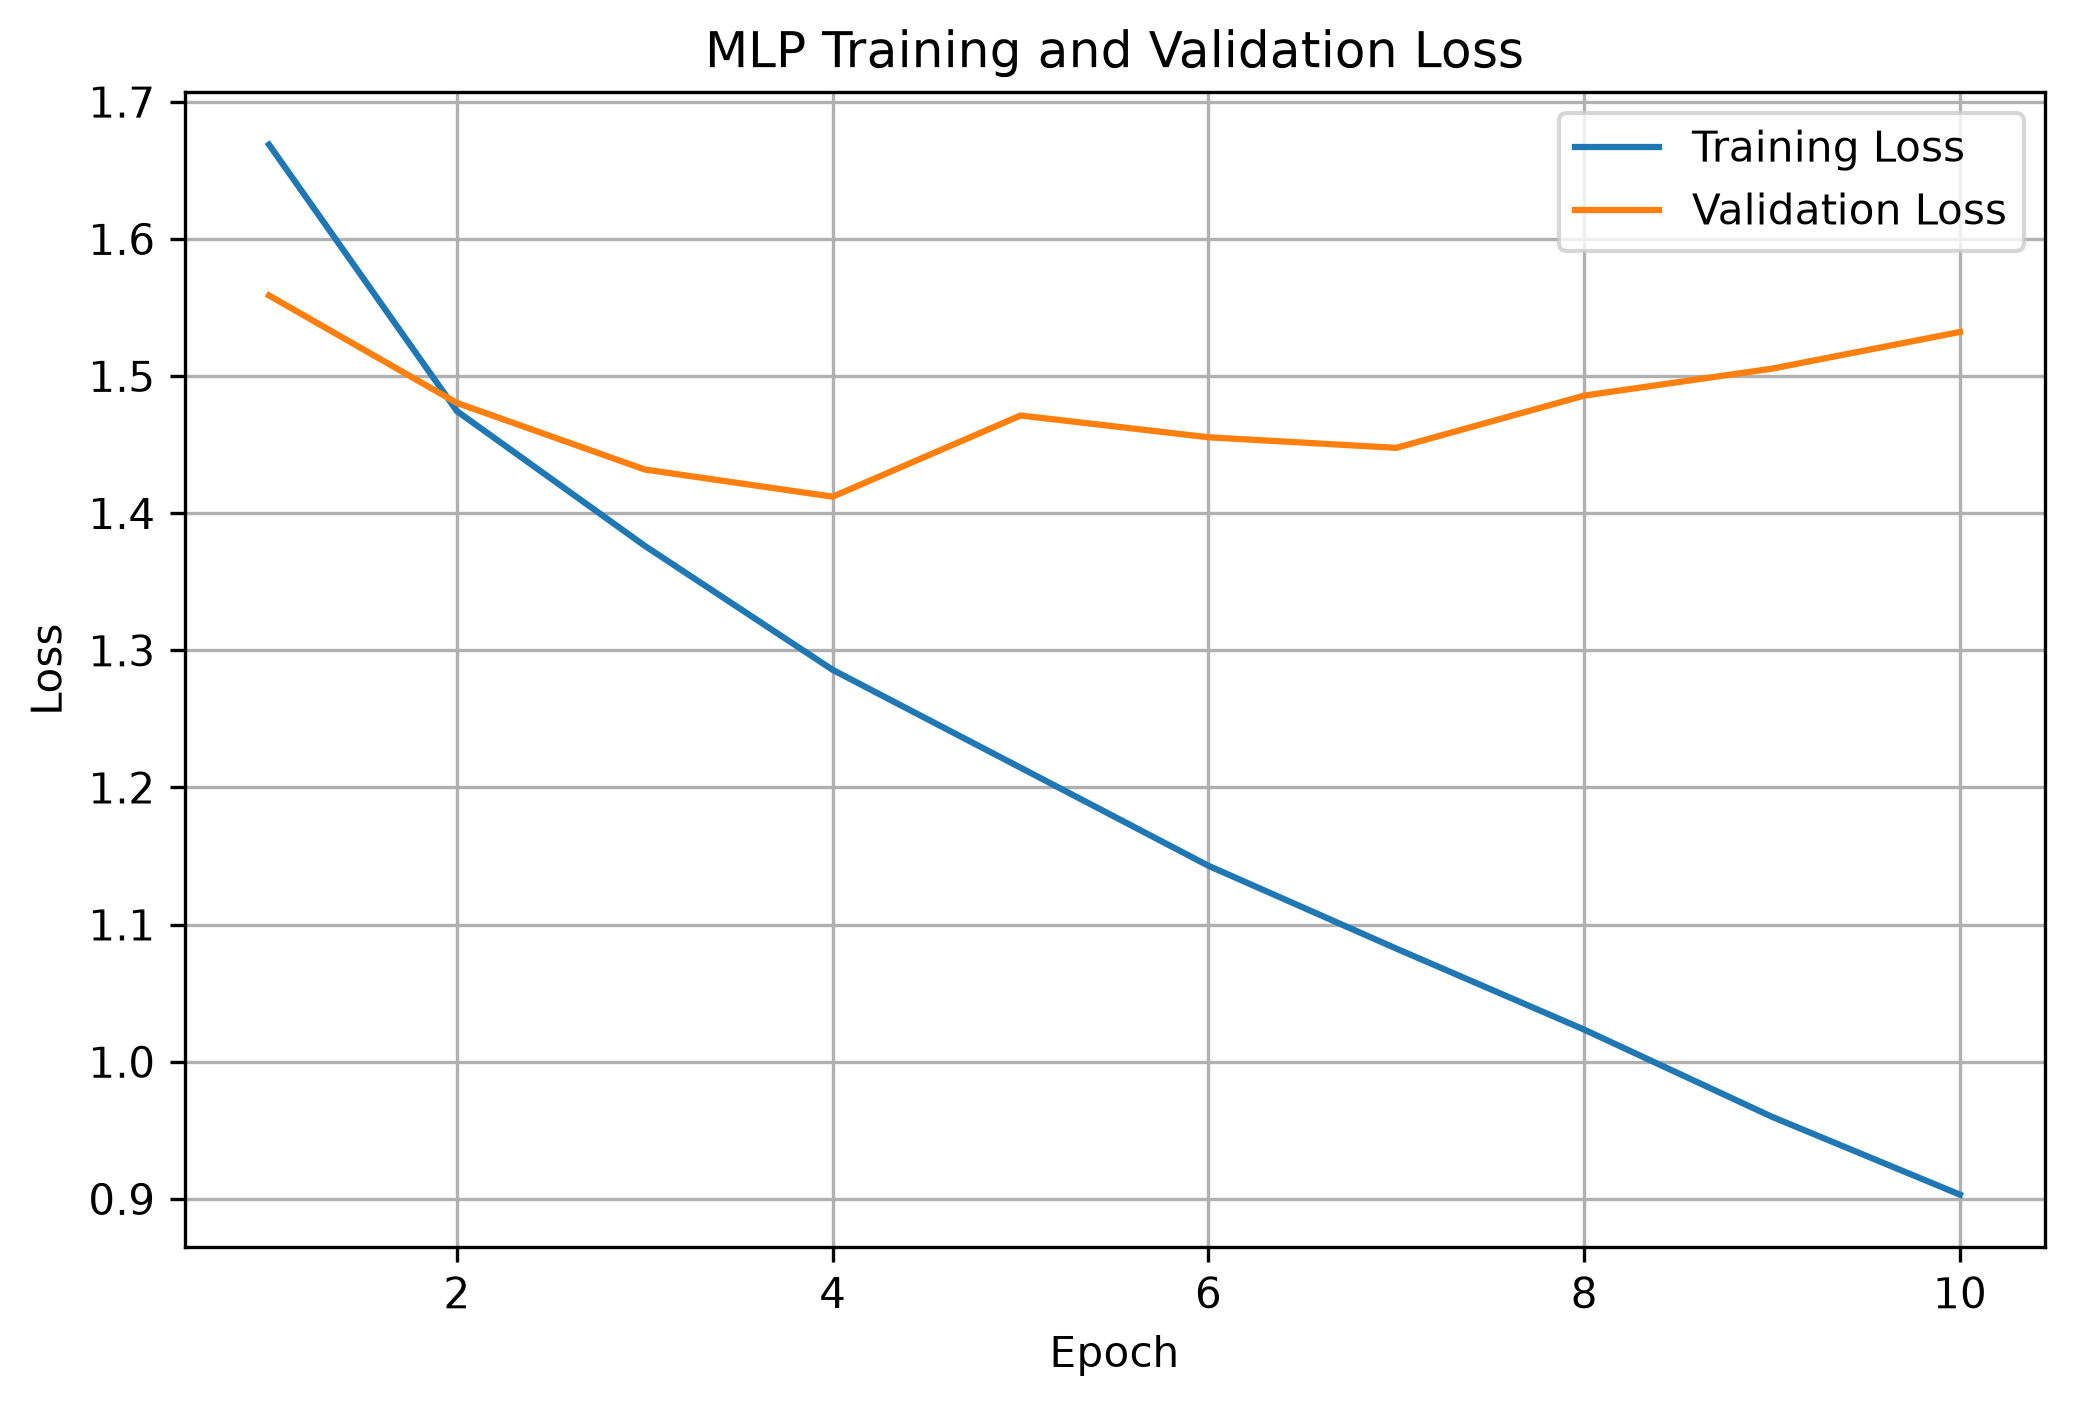 MLP Training and Validation Loss
Training Loss
Validation Loss
1.7
1.6
1.5
1.4
1.3
1.2
1.1
1.0
0.9
Loss
2 4 6 8 10
Epoch